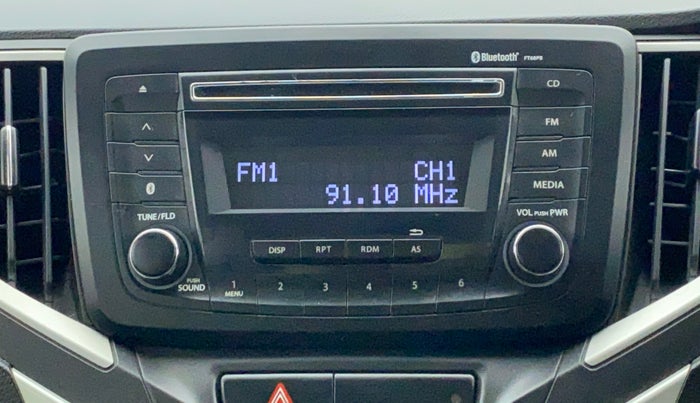 Bluetooth®
FT68PS
CD
FM
AM
MEDIA
FM1 CH1
91.10 MHz
TUNE/FLD
VOL PUSH PWR
DISP RPT RDM AS
PUSH
SOUND
1 2 3 4 5 6
MENU